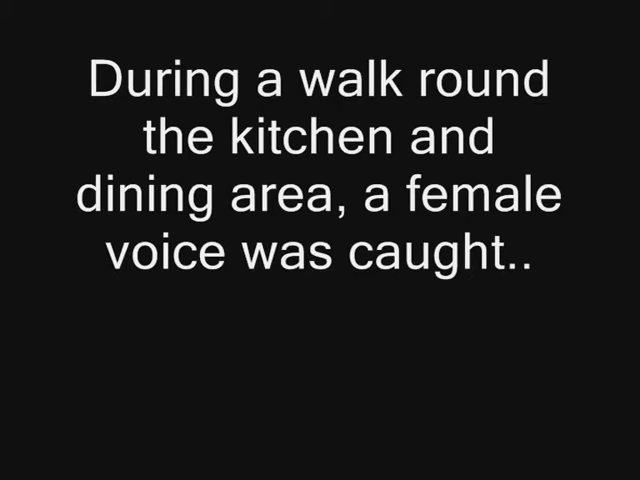 During a walk round
the kitchen and
dining area, a female
voice was caught..